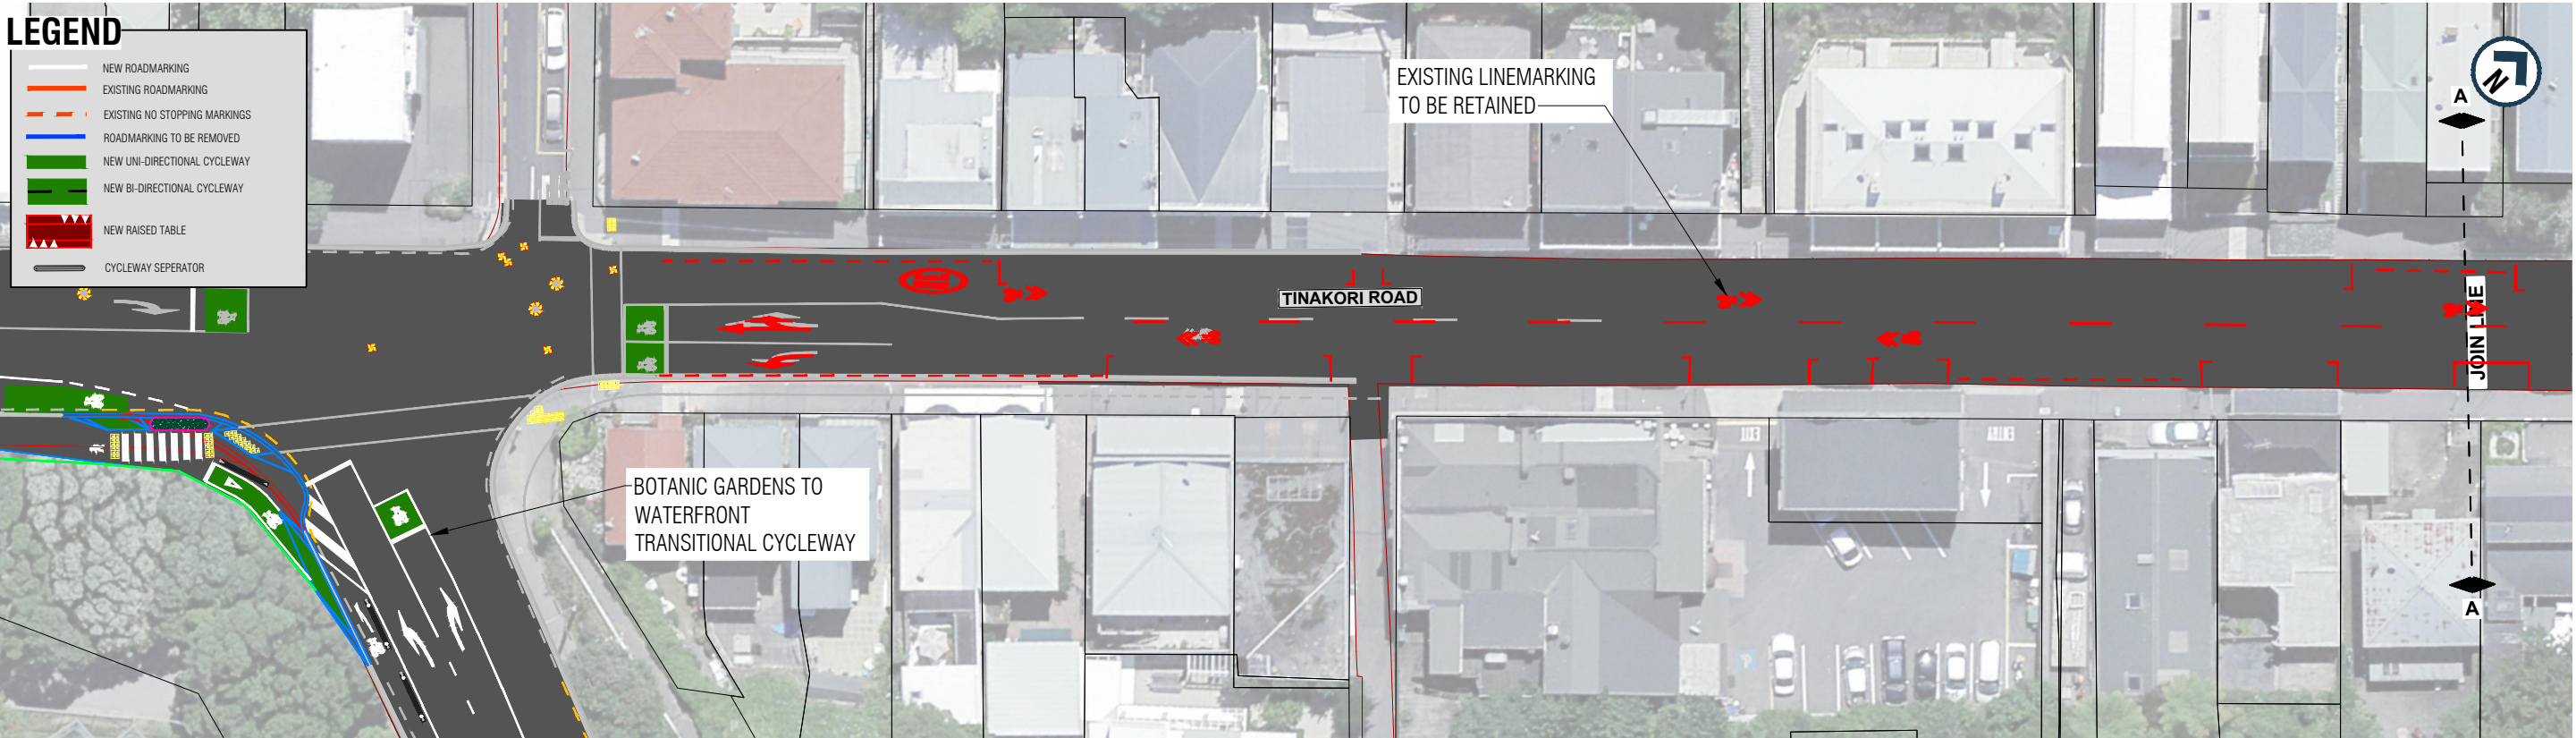 LEGEND
NEW ROADMARKING
EXISTING ROADMARKING
EXISTING NO STOPPING MARKINGS
ROADMARKING TO BE REMOVED
NEW UNI-DIRECTIONAL CYCLEWAY
NEW BI-DIRECTIONAL CYCLEWAY
NEW RAISED TABLE
CYCLEWAY SEPERATOR
EXISTING LINEMARKING
TO BE RETAINED
N
A
TINAKORI ROAD
JOIN LINE
BOTANIC GARDENS TO
WATERFRONT
TRANSITIONAL CYCLEWAY
A